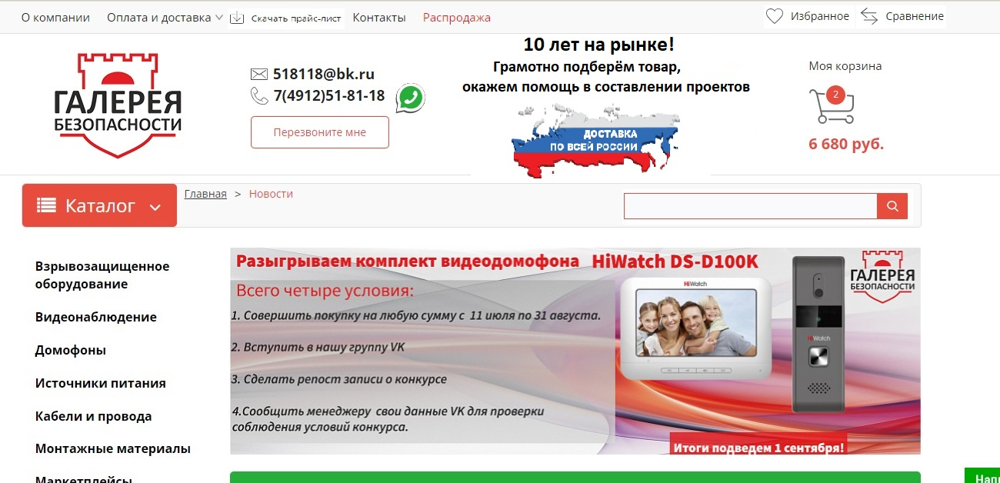 О компании
Оплата и доставка
Скачать прайс-лист
Контакты
Распродажа
Избранное
Сравнение
ГАЛЕРЕЯ
БЕЗОПАСНОСТИ
518118@bk.ru
7(4912)51-81-18
Перезвоните мне
10 лет на рынке!
Грамотно подберём товар,
окажем помощь в составлении проектов
ДОСТАВКА
ПО ВСЕЙ РОССИИ
Моя корзина
2
6 680 руб.
Каталог
Главная > Новости
Взрывозащищенное
оборудование
Видеонаблюдение
Домофоны
Источники питания
Кабели и провода
Монтажные материалы
Маркетплейсы
Разыгрываем комплект видеодомофона HiWatch DS-D100K
Всего четыре условия:
1. Совершить покупку на любую сумму с 11 июля по 31 августа.
2. Вступить в нашу группу VK
3. Сделать репост записи о конкурсе
4.Сообщить менеджеру свои данные VK для проверки
соблюдения условий конкурса.
HiWatch
HiWatch
ГАЛЕРЕЯ
БЕЗОПАСНОСТИ
Итоги подведем 1 сентября!